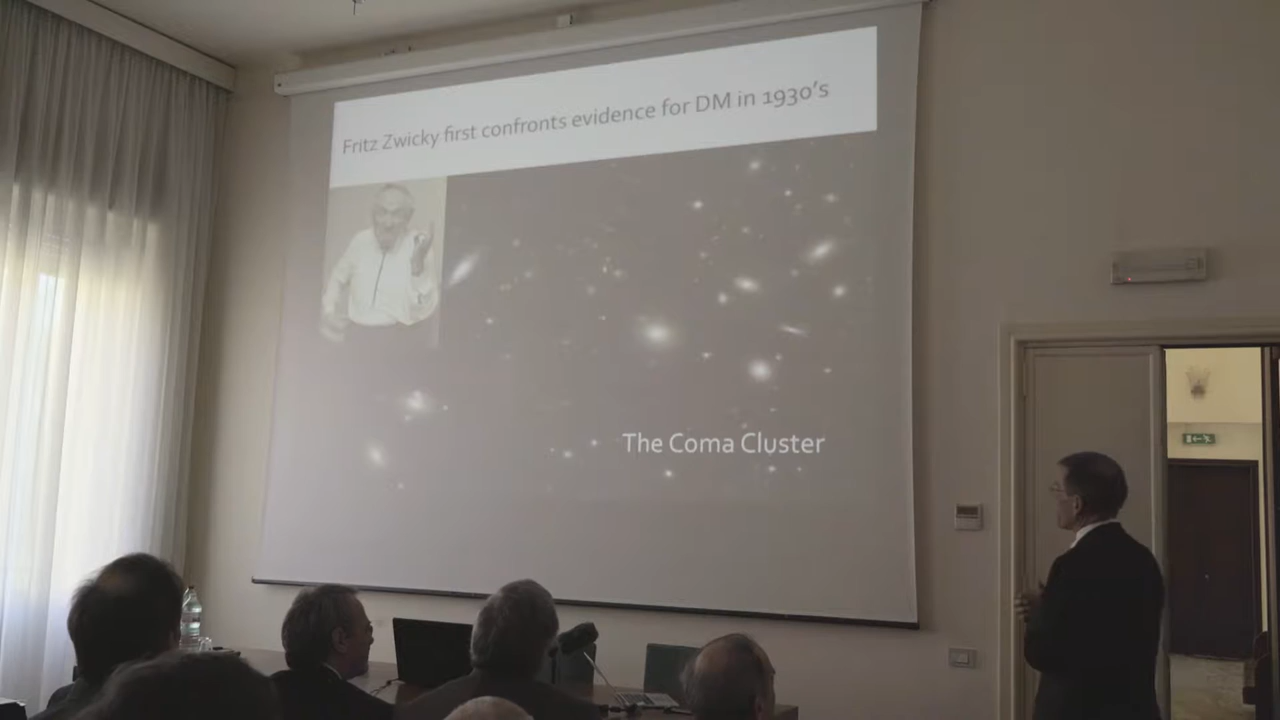 Fritz Zwicky first confronts evidence for DM in 1930's
The Coma Cluster